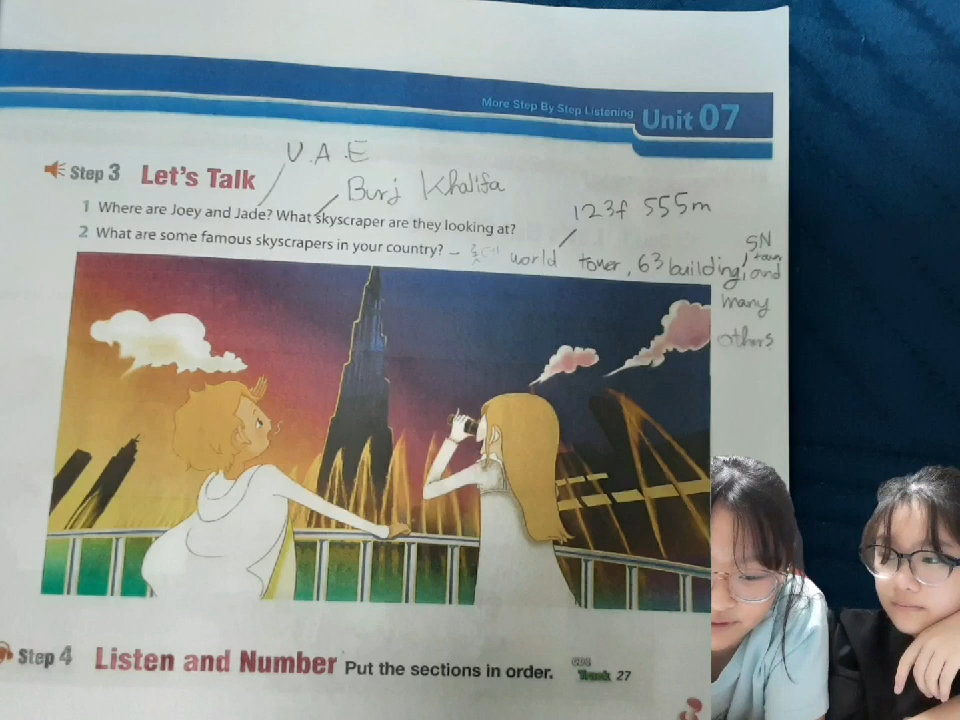 More Step By Step Listening Unit 07
U.A.E
Step 3 Let's Talk
Burj Khalifa
1 Where are Joey and Jade? What skyscraper are they looking at?
123f 555m
2 What are some famous skyscrapers in your country? - world tower, 63 building, and
many
others
Step 4 Listen and Number Put the sections in order.
Track 27